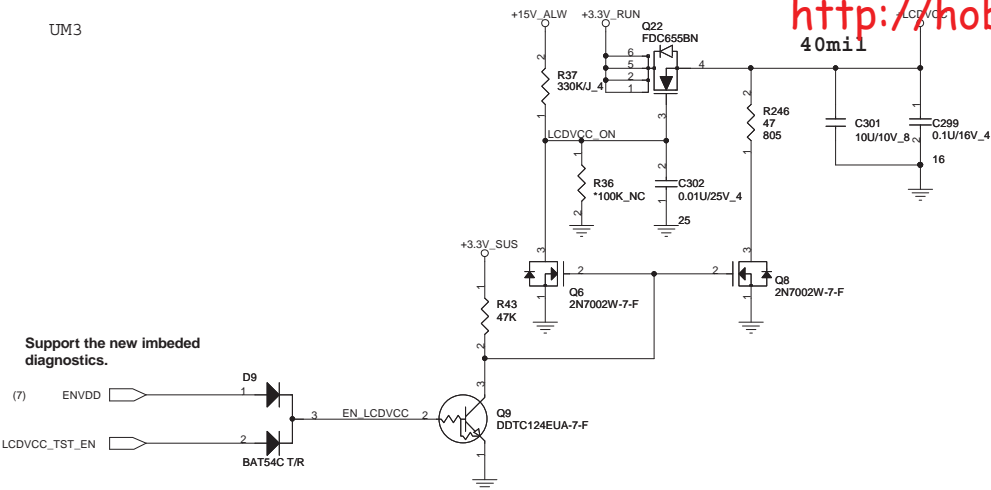 UM3
+15V_ALW
+3.3V_RUN
+LCDVCC
http://hob
40mil
Q22
FDC655BN
6
5
2
1
4
3
2
R37
330K/J_4
1
LCDVCC_ON
2
R246
47
805
1
C301
10U/10V_8
1
C299
0.1U/16V_4
2
16
1
R36
*100K_NC
2
2
C302
0.01U/25V_4
1
25
+3.3V_SUS
1
R43
47K
2
3
2
Q6
2N7002W-7-F
1
3
2
Q8
2N7002W-7-F
1
Support the new imbeded
diagnostics.
(7)
ENVDD
D9
1
3
EN_LCDVCC
2
3
Q9
DDTC124EUA-7-F
1
LCDVCC_TST_EN
2
BAT54C T/R